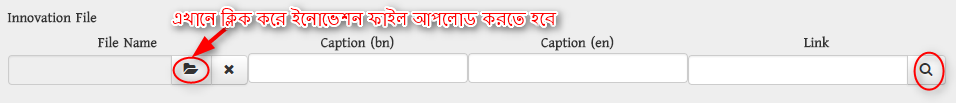 Innovation File
এখানে ক্লিক করে ইনোভেশন ফাইল আপলোড করতে হবে
File Name Caption (bn) Caption (en) Link